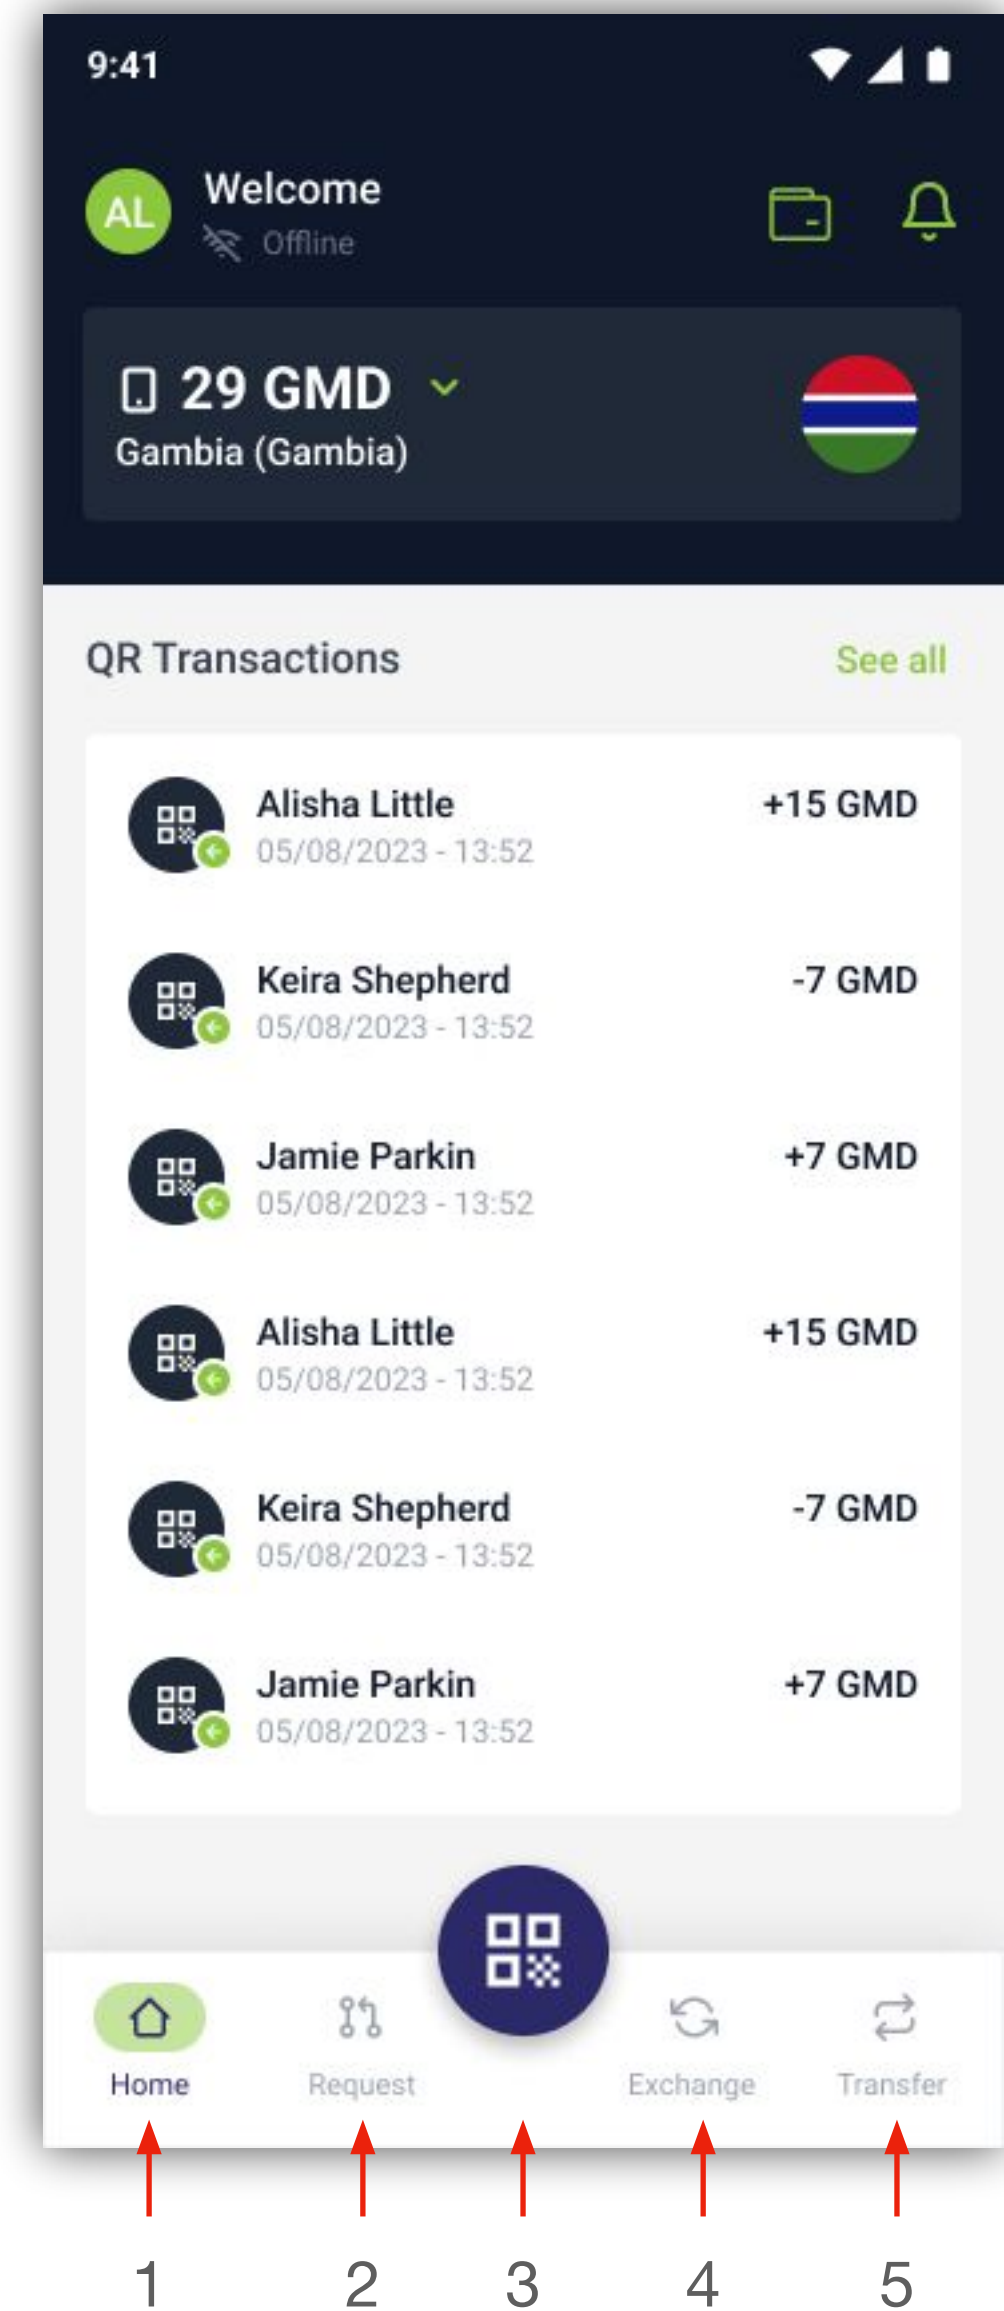 9:41
AL
Welcome
Offline
29 GMD
Gambia (Gambia)
QR Transactions
See all
Alisha Little
+15 GMD
05/08/2023 - 13:52
Keira Shepherd
-7 GMD
05/08/2023 - 13:52
Jamie Parkin
+7 GMD
05/08/2023 - 13:52
Alisha Little
+15 GMD
05/08/2023 - 13:52
Keira Shepherd
-7 GMD
05/08/2023 - 13:52
Jamie Parkin
+7 GMD
05/08/2023 - 13:52
Home
Request
Exchange
Transfer
1
2
3
4
5